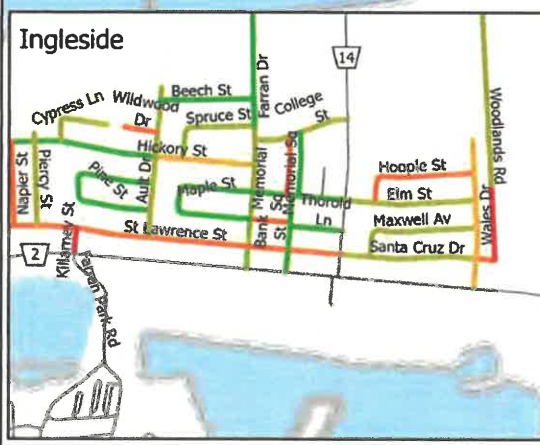 Ingleside
14
Beech St
Farran Dr
College
St
Cypress Ln
Wildwood
Dr
Spruce St
Woodlands Rd
Hickory St
Napier St
Piercy St
Pine St
Ault Dr
Maple St
Bank St
Memorial Sq
Memorial Sq
Thorold
Ln
Hoople St
Elm St
Maxwell Av
Santa Cruz Dr
Wales Dr
St Lawrence St
2
Killarney St
Farran Park Rd